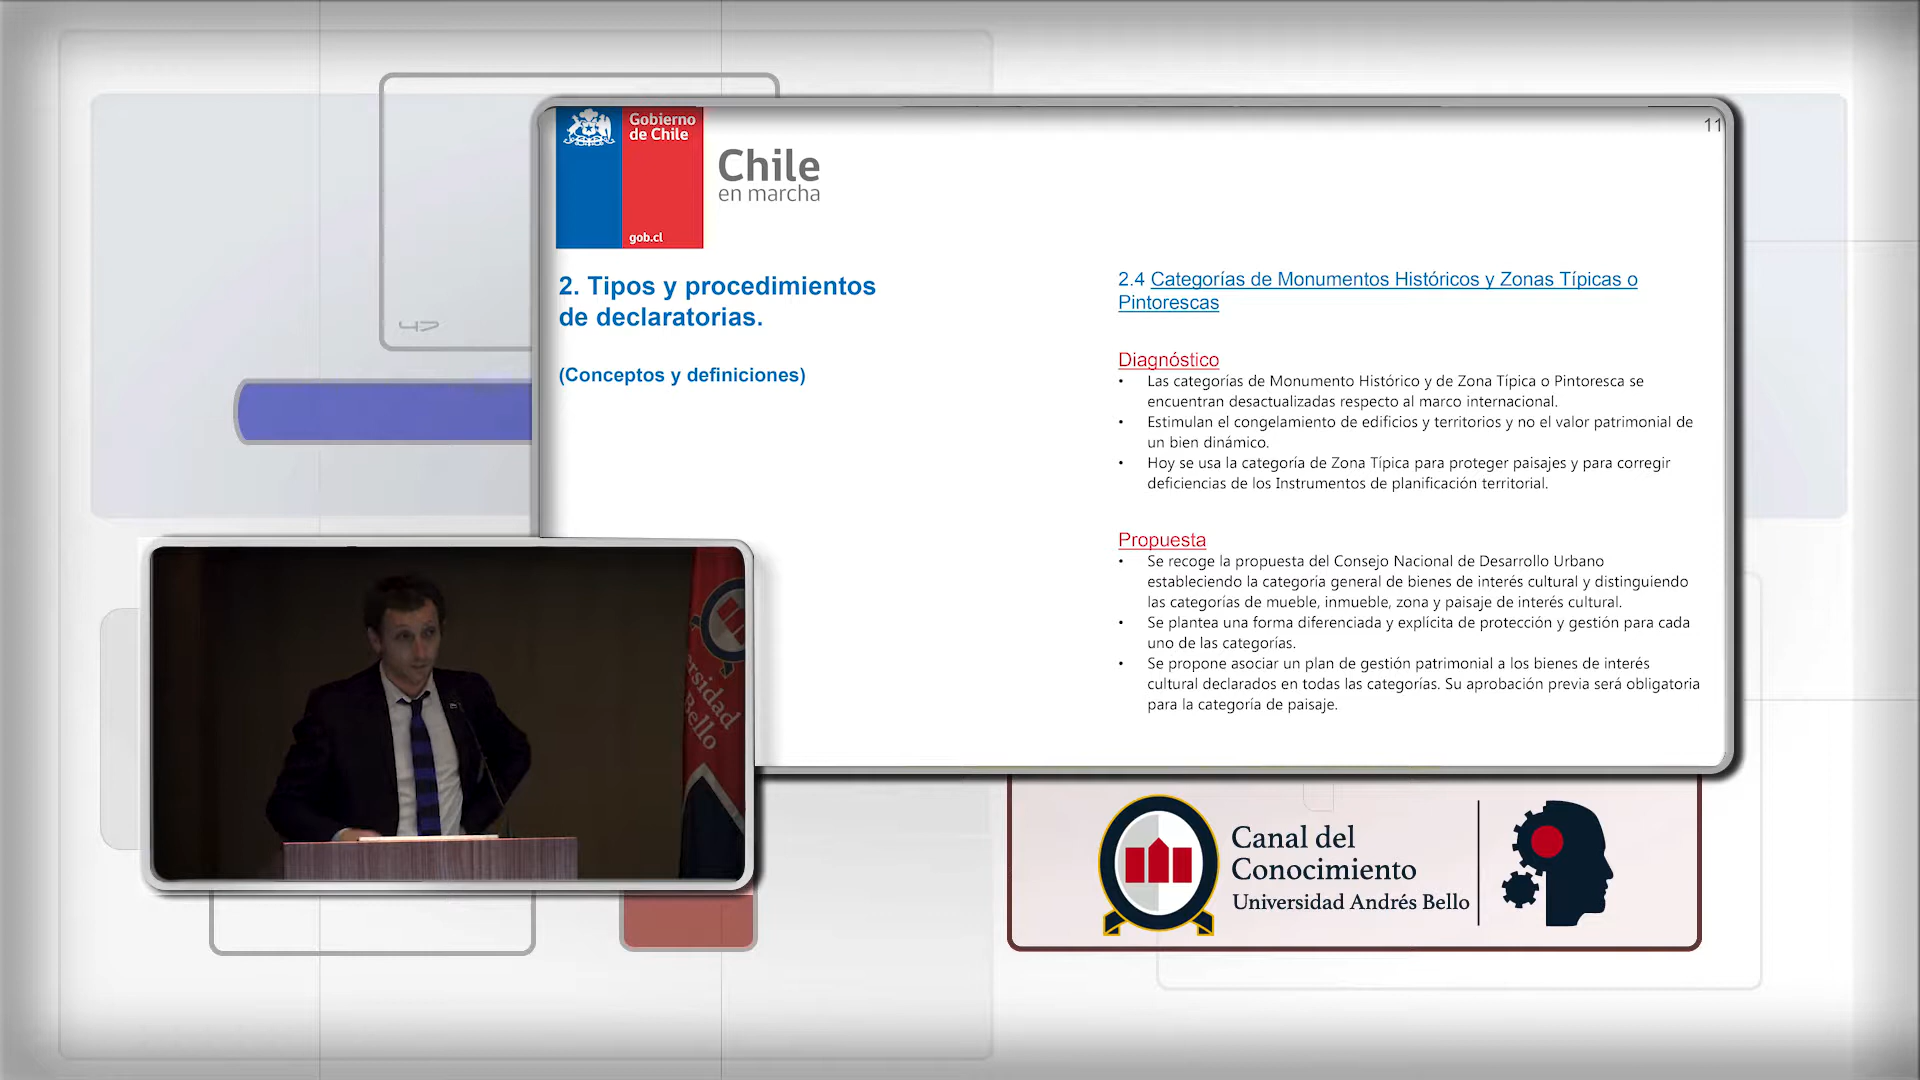 Gobierno
de Chile
gob.cl
Chile
en marcha
11
2. Tipos y procedimientos
de declaratorias.
(Conceptos y definiciones)
2.4 Categorías de Monumentos Históricos y Zonas Típicas o
Pintorescas
Diagnóstico
• Las categorías de Monumento Histórico y de Zona Típica o Pintoresca se
encuentran desactualizadas respecto al marco internacional.
• Estimulan el congelamiento de edificios y territorios y no el valor patrimonial de
un bien dinámico.
• Hoy se usa la categoría de Zona Típica para proteger paisajes y para corregir
deficiencias de los Instrumentos de planificación territorial.
Propuesta
• Se recoge la propuesta del Consejo Nacional de Desarrollo Urbano
estableciendo la categoría general de bienes de interés cultural y distinguiendo
las categorías de mueble, inmueble, zona y paisaje de interés cultural.
• Se plantea una forma diferenciada y explícita de protección y gestión para cada
uno de las categorías.
• Se propone asociar un plan de gestión patrimonial a los bienes de interés
cultural declarados en todas las categorías. Su aprobación previa será obligatoria
para la categoría de paisaje.
ersidad
Bello
Canal del
Conocimiento
Universidad Andrés Bello